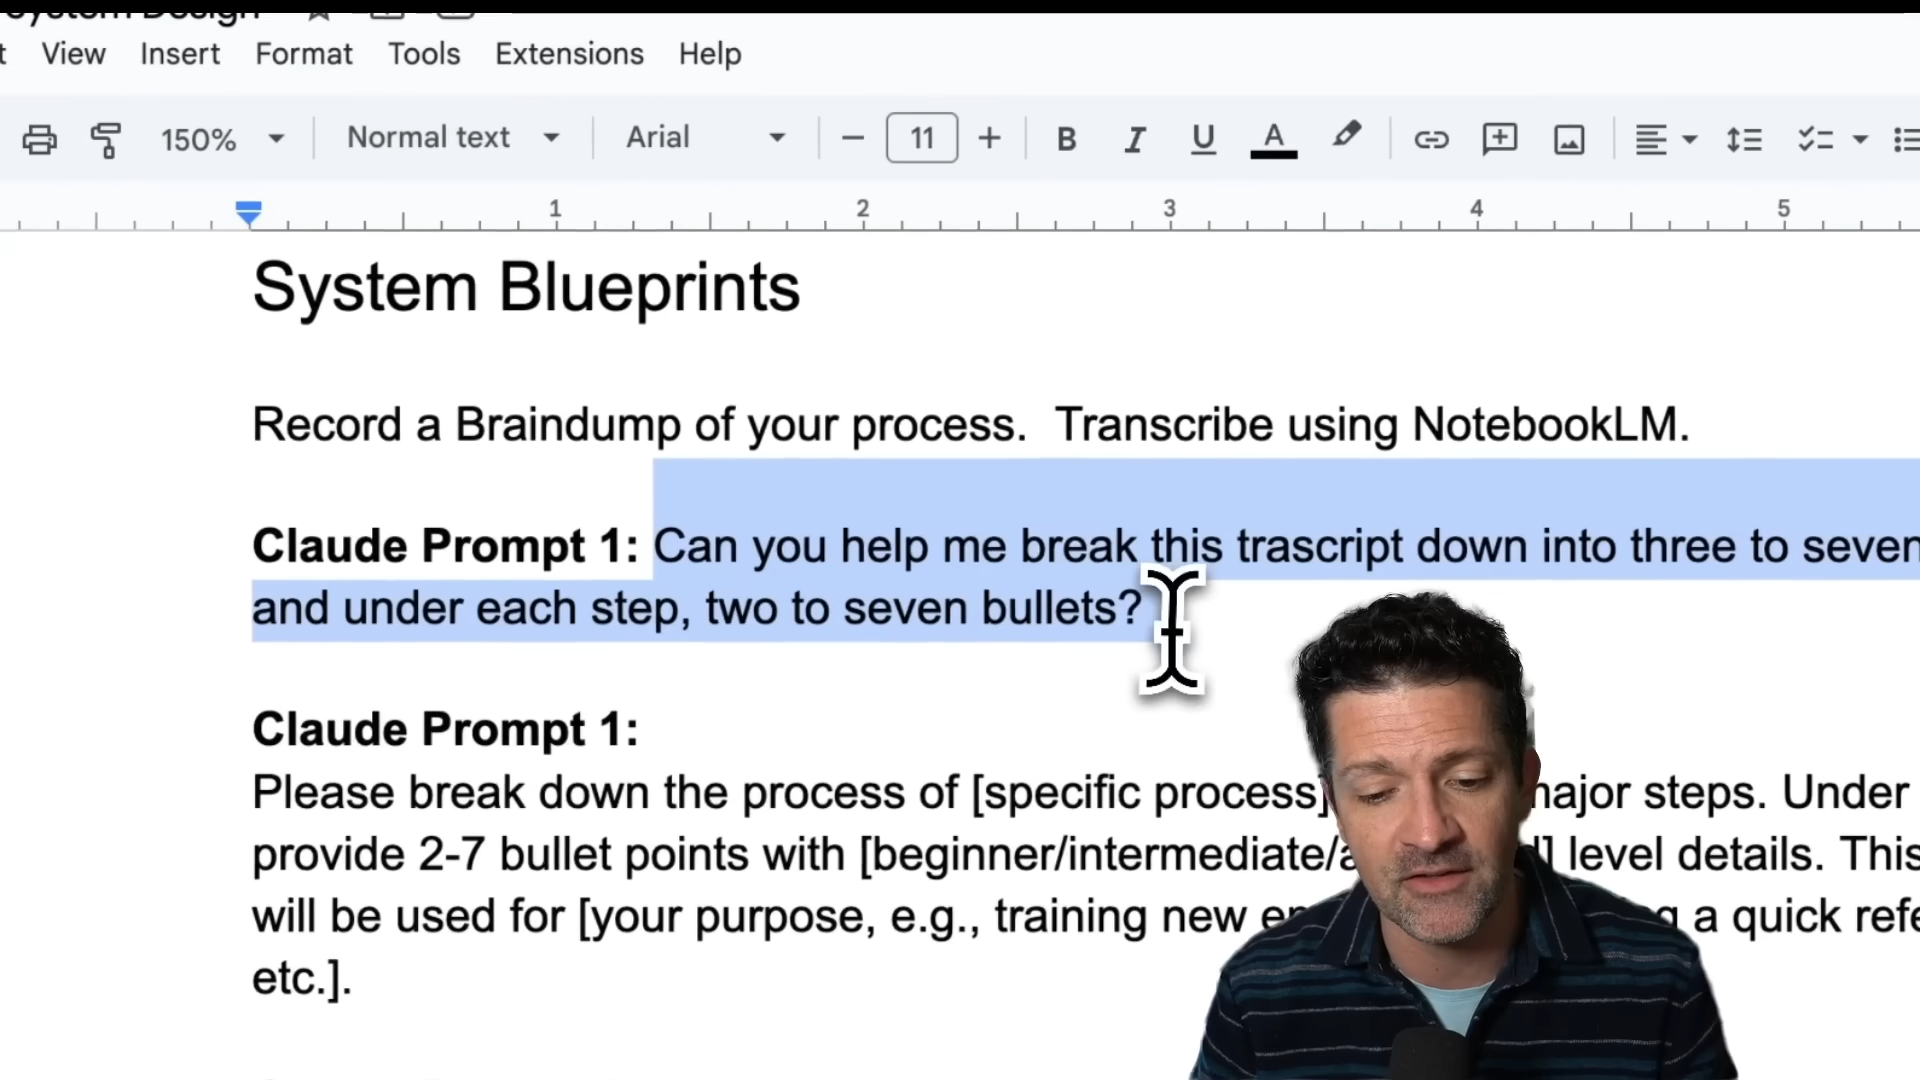 System Design
t View Insert Format Tools Extensions Help
150% Normal text Arial 11 B I U A
1 2 3 4 5
System Blueprints
Record a Braindump of your process. Transcribe using NotebookLM.
Claude Prompt 1: Can you help me break this trascript down into three to seven
and under each step, two to seven bullets?
Claude Prompt 1:
Please break down the process of [specific process] major steps. Under
provide 2-7 bullet points with [beginner/intermediate/ level details. This
will be used for [your purpose, e.g., training new a quick
etc.].